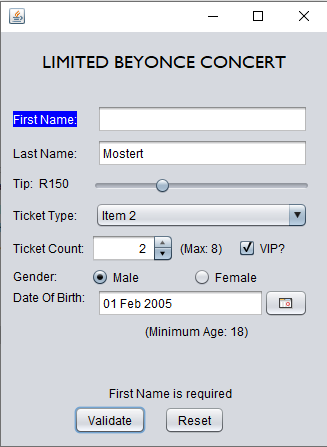 LIMITED BEYONCE CONCERT
First Name:
Last Name: Mostert
Tip: R150
Ticket Type: Item 2
Ticket Count: 2 (Max: 8) VIP?
Gender: Male Female
Date Of Birth: 01 Feb 2005
(Minimum Age: 18)
First Name is required
Validate Reset